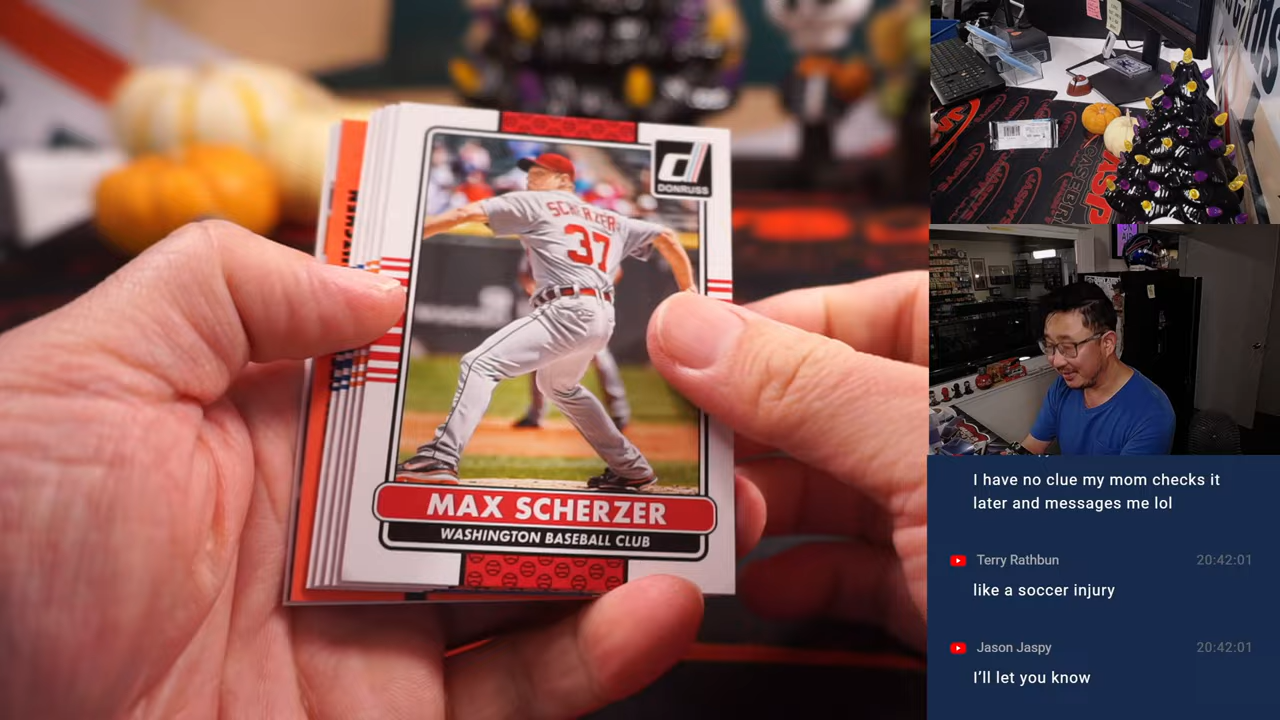 DONRUSS
SCHERZER
37
MAX SCHERZER
WASHINGTON BASEBALL CLUB
I have no clue my mom checks it
later and messages me lol
Terry Rathbun
20:42:01
like a soccer injury
Jason Jaspy
20:42:01
I'll let you know